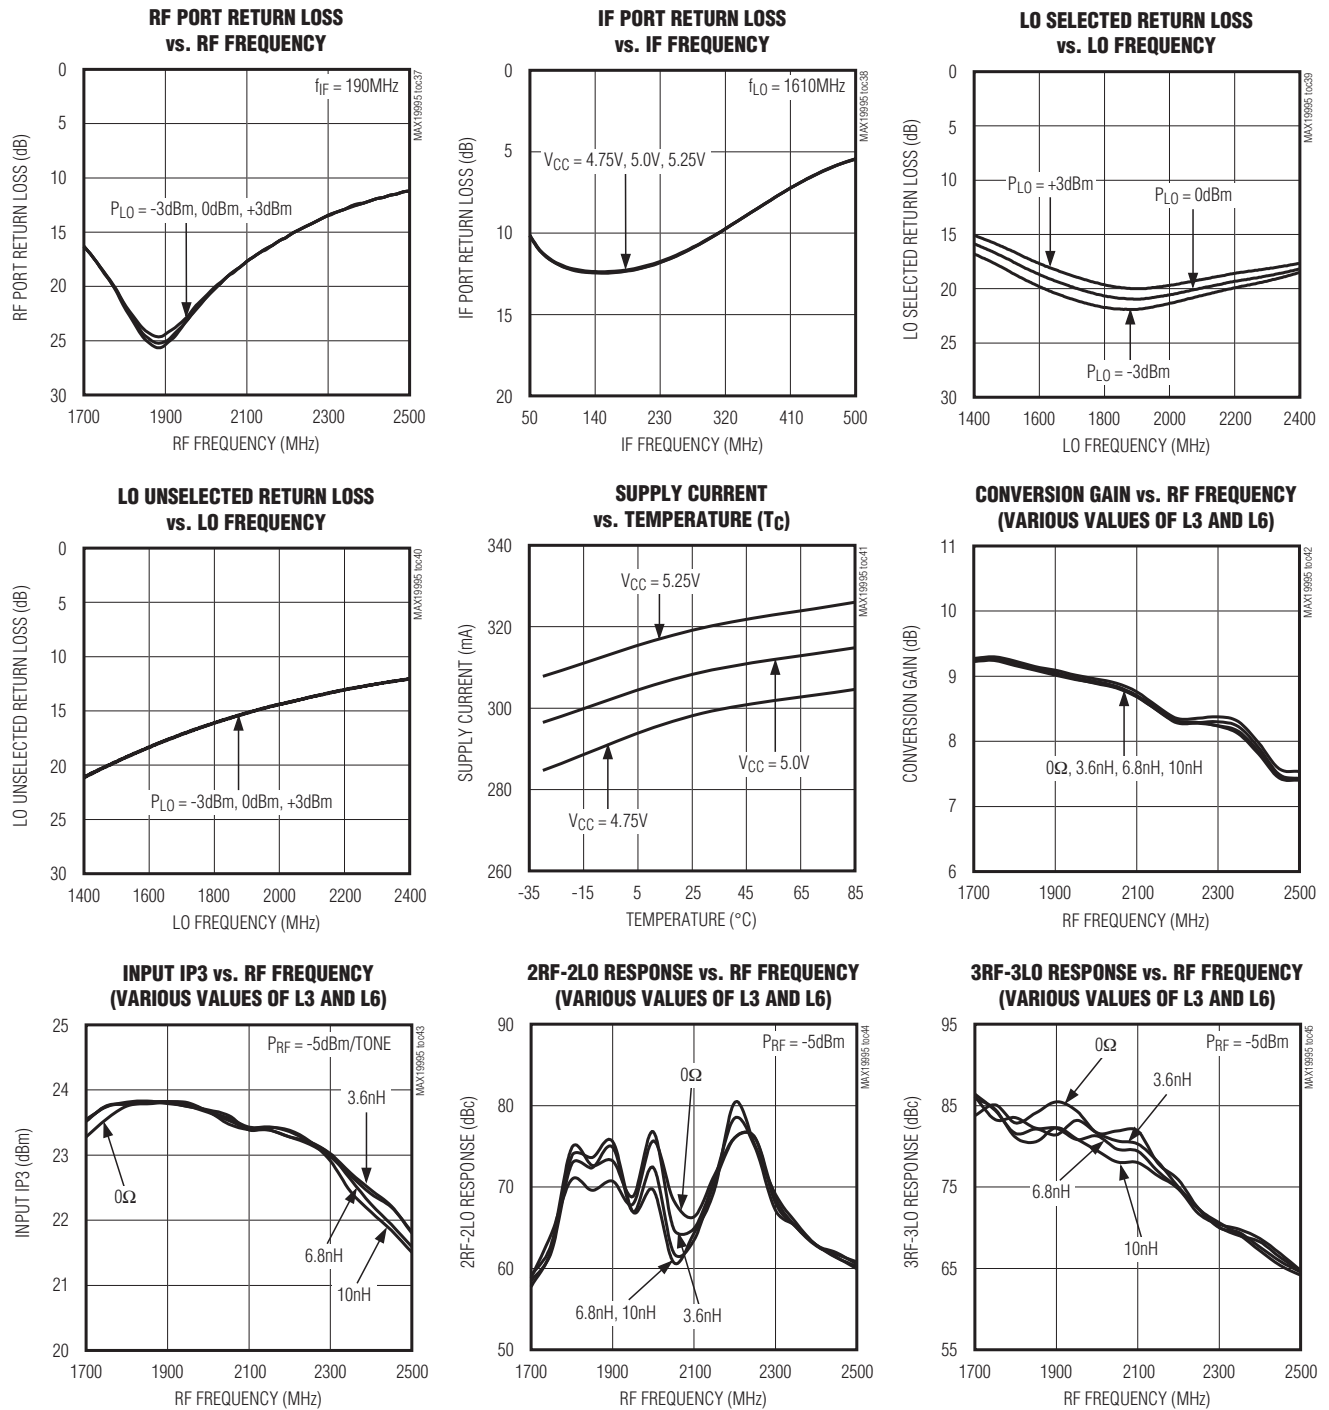 RF PORT RETURN LOSS
vs. RF FREQUENCY
0
5
10
15
20
25
30
RF PORT RETURN LOSS (dB)
fIF = 190MHz
MAX19995 toc37
PLO = -3dBm, 0dBm, +3dBm
1700 1900 2100 2300 2500
RF FREQUENCY (MHz)
IF PORT RETURN LOSS
vs. IF FREQUENCY
0
5
10
15
20
IF PORT RETURN LOSS (dB)
fLO = 1610MHz
MAX19995 toc38
VCC = 4.75V, 5.0V, 5.25V
50 140 230 320 410 500
IF FREQUENCY (MHz)
LO SELECTED RETURN LOSS
vs. LO FREQUENCY
0
5
10
15
20
25
30
LO SELECTED RETURN LOSS (dB)
MAX19995 toc39
PLO = +3dBm
PLO = 0dBm
PLO = -3dBm
1400 1600 1800 2000 2200 2400
LO FREQUENCY (MHz)
LO UNSELECTED RETURN LOSS
vs. LO FREQUENCY
0
5
10
15
20
25
30
LO UNSELECTED RETURN LOSS (dB)
MAX19995 toc40
PLO = -3dBm, 0dBm, +3dBm
1400 1600 1800 2000 2200 2400
LO FREQUENCY (MHz)
SUPPLY CURRENT
vs. TEMPERATURE (TC)
340
320
300
280
260
SUPPLY CURRENT (mA)
MAX19995 toc41
VCC = 5.25V
VCC = 5.0V
VCC = 4.75V
-35 -15 5 25 45 65 85
TEMPERATURE (°C)
CONVERSION GAIN vs. RF FREQUENCY
(VARIOUS VALUES OF L3 AND L6)
11
10
9
8
7
6
CONVERSION GAIN (dB)
MAX19995 toc42
0Ω, 3.6nH, 6.8nH, 10nH
1700 1900 2100 2300 2500
RF FREQUENCY (MHz)
INPUT IP3 vs. RF FREQUENCY
(VARIOUS VALUES OF L3 AND L6)
25
24
23
22
21
20
INPUT IP3 (dBm)
PRF = -5dBm/TONE
MAX19995 toc43
3.6nH
0Ω
6.8nH
10nH
1700 1900 2100 2300 2500
RF FREQUENCY (MHz)
2RF-2LO RESPONSE vs. RF FREQUENCY
(VARIOUS VALUES OF L3 AND L6)
90
80
70
60
50
2RF-2LO RESPONSE (dBc)
PRF = -5dBm
MAX19995 toc44
0Ω
6.8nH, 10nH
3.6nH
1700 1900 2100 2300 2500
RF FREQUENCY (MHz)
3RF-3LO RESPONSE vs. RF FREQUENCY
(VARIOUS VALUES OF L3 AND L6)
95
85
75
65
55
3RF-3LO RESPONSE (dBc)
PRF = -5dBm
MAX19995 toc45
0Ω
3.6nH
6.8nH
10nH
1700 1900 2100 2300 2500
RF FREQUENCY (MHz)